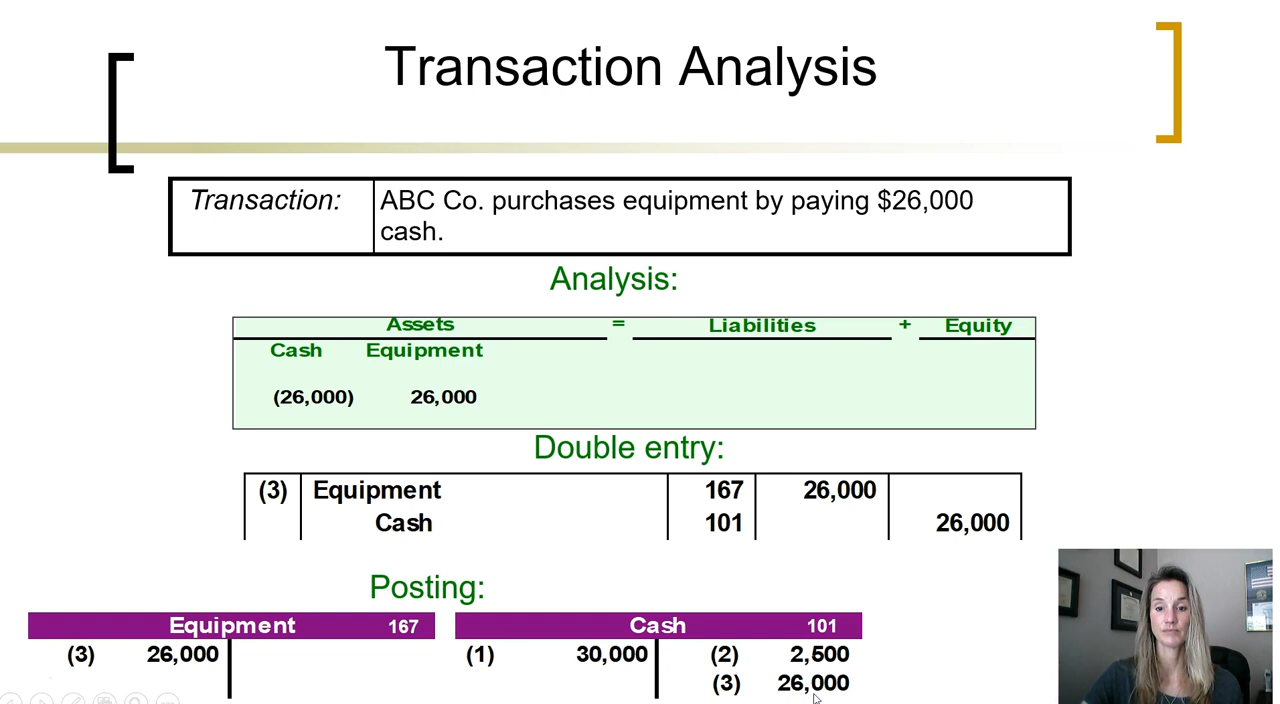 Transaction Analysis
Transaction: ABC Co. purchases equipment by paying $26,000
cash.
Analysis:
Assets = Liabilities + Equity
Cash Equipment
(26,000) 26,000
Double entry:
(3) Equipment 167 26,000
Cash 101 26,000
Posting:
Equipment 167 Cash 101
(3) 26,000 (1) 30,000 (2) 2,500
(3) 26,000